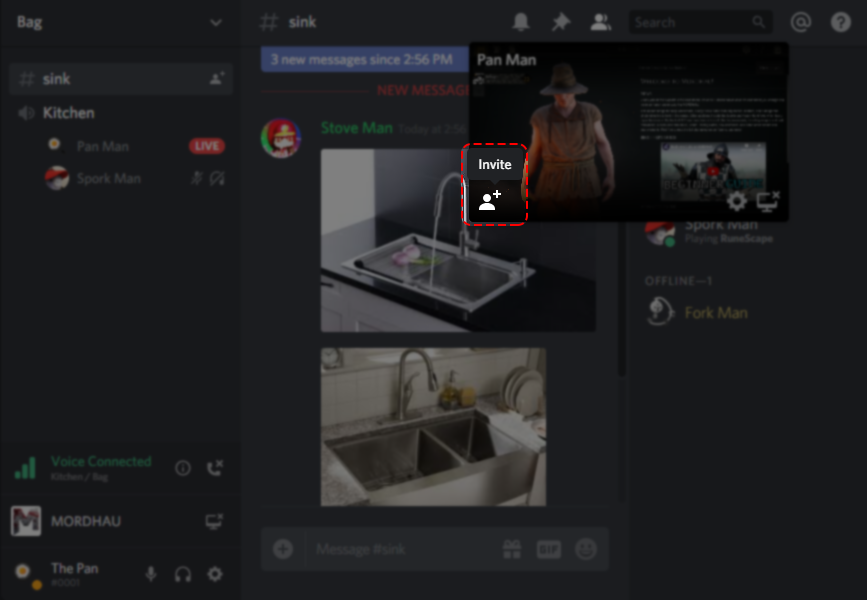 Bag
sink
Search
sink
Kitchen
Pan Man
LIVE
Spork Man
3 new messages since 2:56 PM
NEW MESSAGE
Stove Man Today at 2:56
Pan Man
Invite
Spork Man
Playing RuneScape
OFFLINE—1
Fork Man
Voice Connected
Kitchen / Bag
MORDHAU
The Pan
#0001
Message #sink
GIF